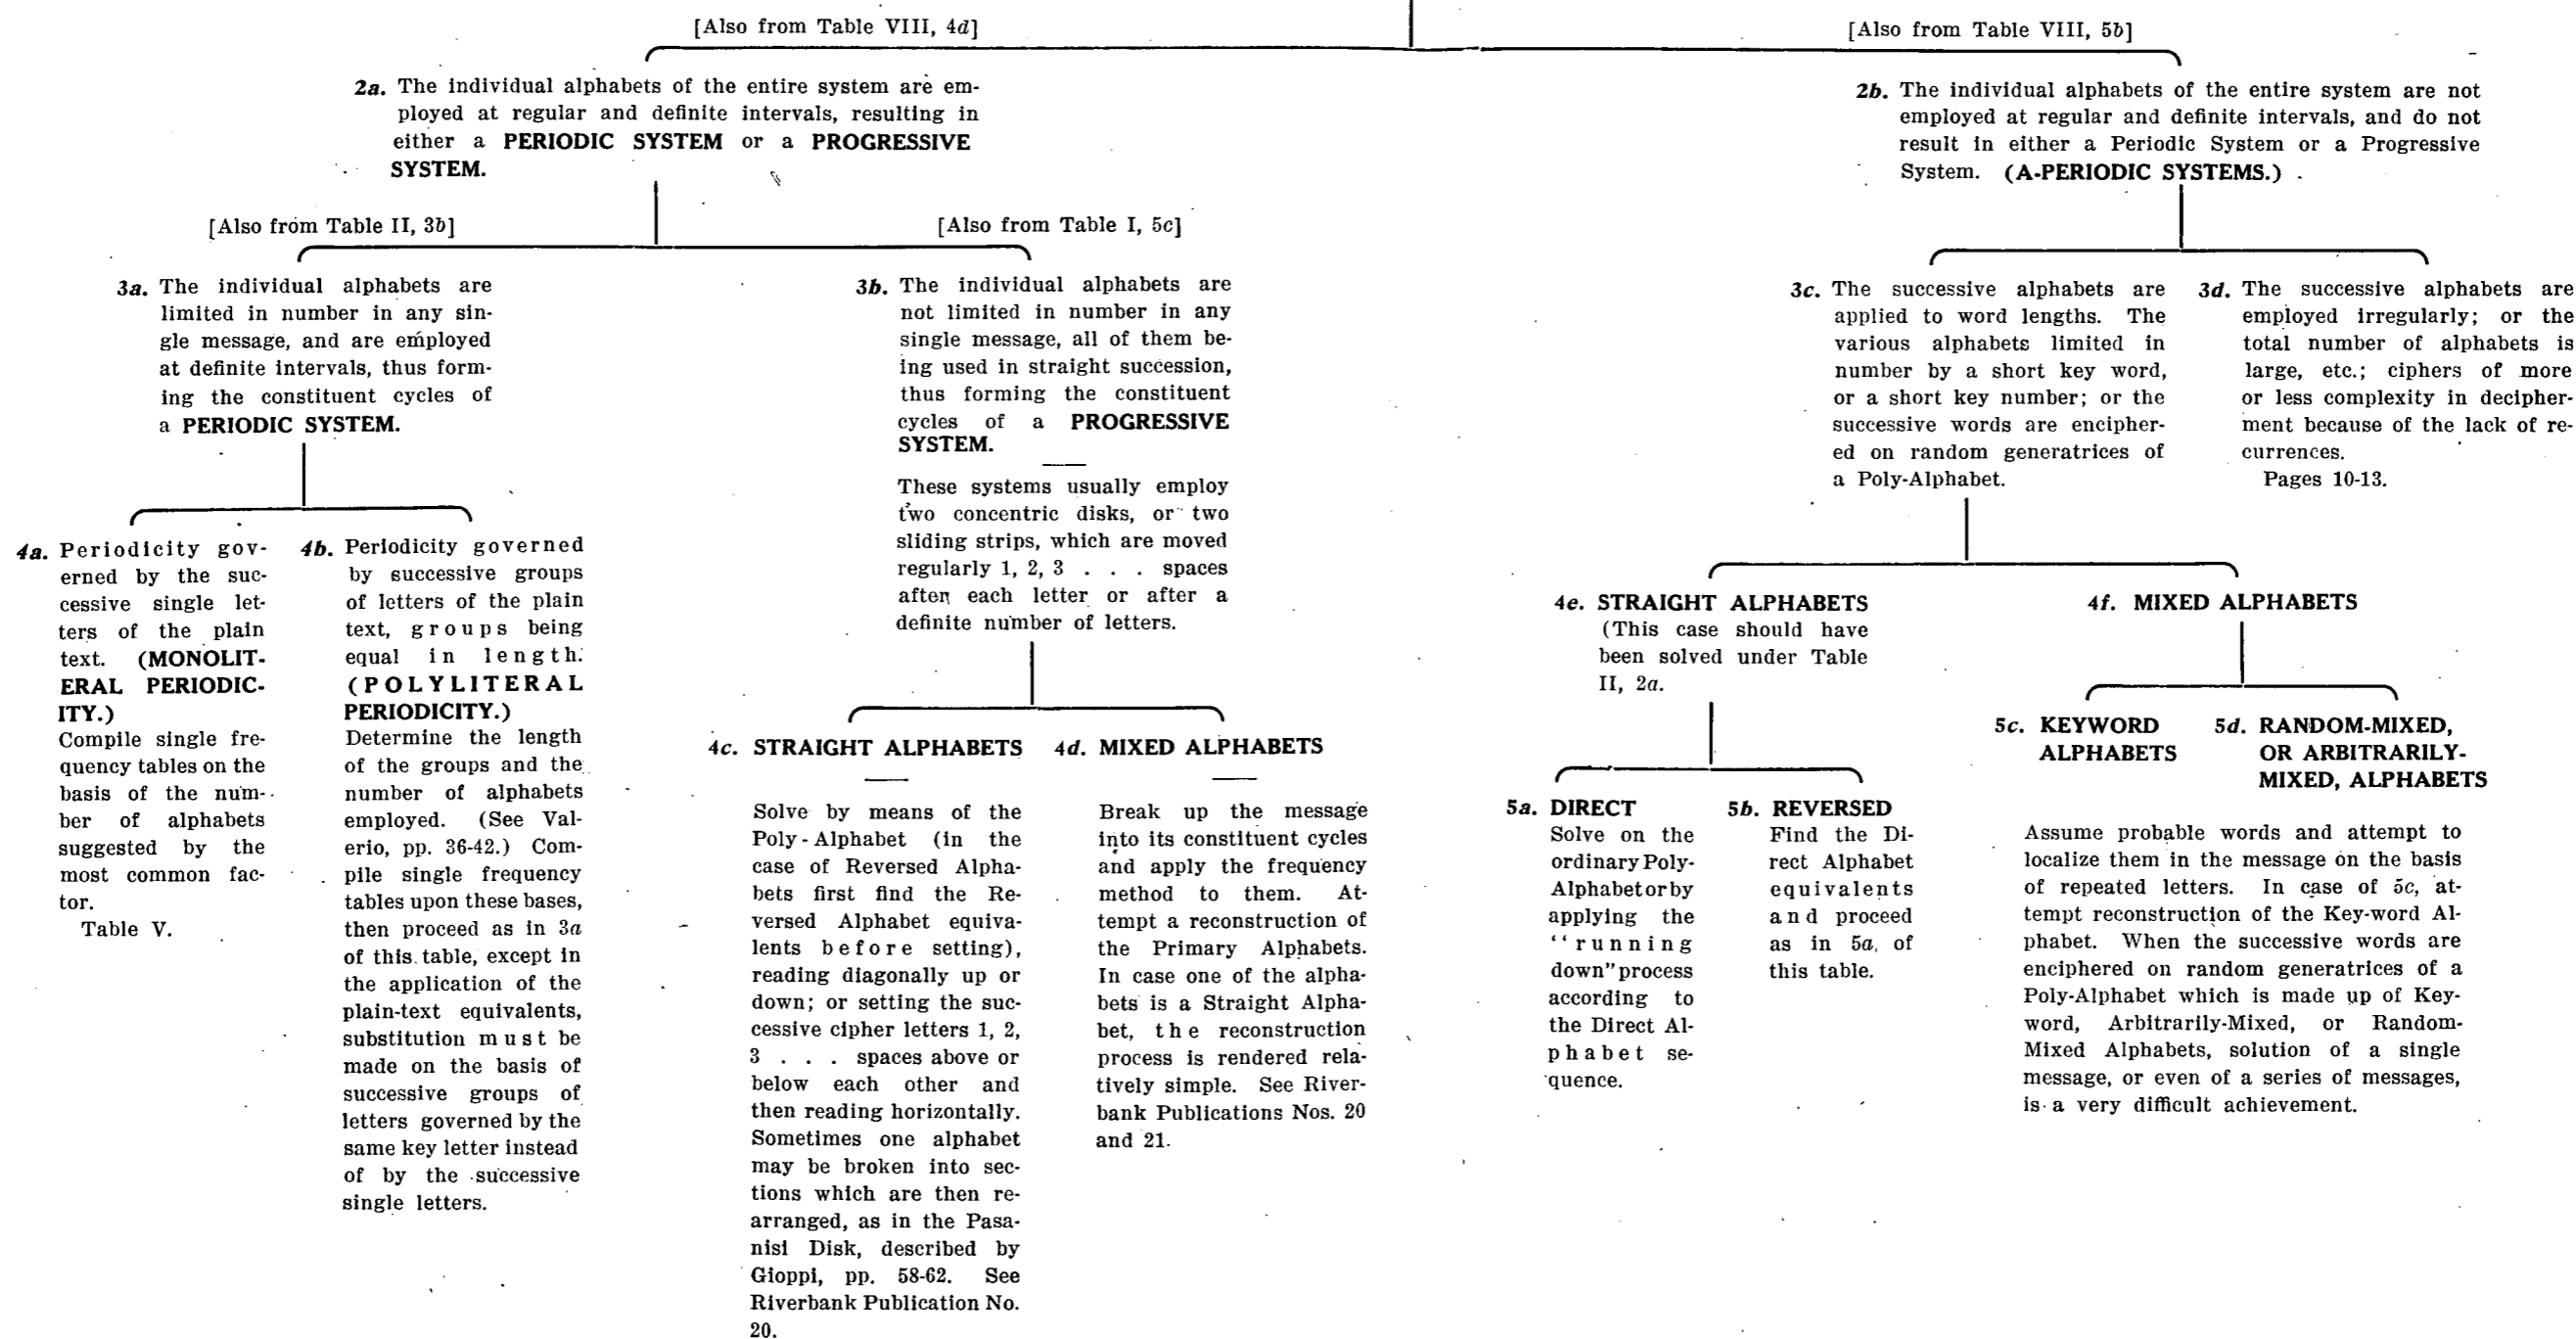 [Also from Table VIII, 4d]
[Also from Table VIII, 5b]
2a. The individual alphabets of the entire system are em-
ployed at regular and definite intervals, resulting in
either a PERIODIC SYSTEM or a PROGRESSIVE
SYSTEM.
2b. The individual alphabets of the entire system are not
employed at regular and definite intervals, and do not
result in either a Periodic System or a Progressive
System. (A-PERIODIC SYSTEMS.)
[Also from Table II, 3b]
[Also from Table I, 5c]
3a. The individual alphabets are
limited in number in any sin-
gle message, and are employed
at definite intervals, thus form-
ing the constituent cycles of
a PERIODIC SYSTEM.
3b. The individual alphabets are
not limited in number in any
single message, all of them be-
ing used in straight succession,
thus forming the constituent
cycles of a PROGRESSIVE
SYSTEM.
These systems usually employ
two concentric disks, or two
sliding strips, which are moved
regularly 1, 2, 3 . . . spaces
after each letter or after a
definite number of letters.
3c. The successive alphabets are
applied to word lengths. The
various alphabets limited in
number by a short key word,
or a short key number; or the
successive words are encipher-
ed on random generatrices of
a Poly-Alphabet.
3d. The successive alphabets are
employed irregularly; or the
total number of alphabets is
large, etc.; ciphers of more
or less complexity in decipher-
ment because of the lack of re-
currences.
Pages 10-13.
4a. Periodicity gov-
erned by the suc-
cessive single let-
ters of the plain
text. (MONOLIT-
ERAL PERIODIC-
ITY.)
Compile single fre-
quency tables on the
basis of the num-
ber of alphabets
suggested by the
most common fac-
tor.
Table V.
4b. Periodicity governed
by successive groups
of letters of the plain
text, groups being
equal in length.
(POLYLITERAL
PERIODICITY.)
Determine the length
of the groups and the
number of alphabets
employed. (See Val-
erio, pp. 36-42.) Com-
pile single frequency
tables upon these bases,
then proceed as in 3a
of this table, except in
the application of the
plain-text equivalents,
substitution must be
made on the basis of
successive groups of
letters governed by the
same key letter instead
of by the successive
single letters.
4c. STRAIGHT ALPHABETS
Solve by means of the
Poly-Alphabet (in the
case of Reversed Alpha-
bets first find the Re-
versed Alphabet equiva-
lents before setting),
reading diagonally up or
down; or setting the suc-
cessive cipher letters 1, 2,
3 . . . spaces above or
below each other and
then reading horizontally.
Sometimes one alphabet
may be broken into sec-
tions which are then re-
arranged, as in the Pasa-
nisi Disk, described by
Gioppi, pp. 58-62. See
Riverbank Publication No.
20.
4d. MIXED ALPHABETS
Break up the message
into its constituent cycles
and apply the frequency
method to them. At-
tempt a reconstruction of
the Primary Alphabets.
In case one of the alpha-
bets is a Straight Alpha-
bet, the reconstruction
process is rendered rela-
tively simple. See River-
bank Publications Nos. 20
and 21.
4e. STRAIGHT ALPHABETS
(This case should have
been solved under Table
II, 2a.
4f. MIXED ALPHABETS
5a. DIRECT
Solve on the
ordinary Poly-
Alphabet or by
applying the
"running
down" process
according to
the Direct Al-
phabet se-
quence.
5b. REVERSED
Find the Di-
rect Alphabet
equivalents
and proceed
as in 5a, of
this table.
5c. KEYWORD
ALPHABETS
5d. RANDOM-MIXED,
OR ARBITRARILY-
MIXED, ALPHABETS
Assume probable words and attempt to
localize them in the message on the basis
of repeated letters. In case of 5c, at-
tempt reconstruction of the Key-word Al-
phabet. When the successive words are
enciphered on random generatrices of a
Poly-Alphabet which is made up of Key-
word, Arbitrarily-Mixed, or Random-
Mixed Alphabets, solution of a single
message, or even of a series of messages,
is a very difficult achievement.